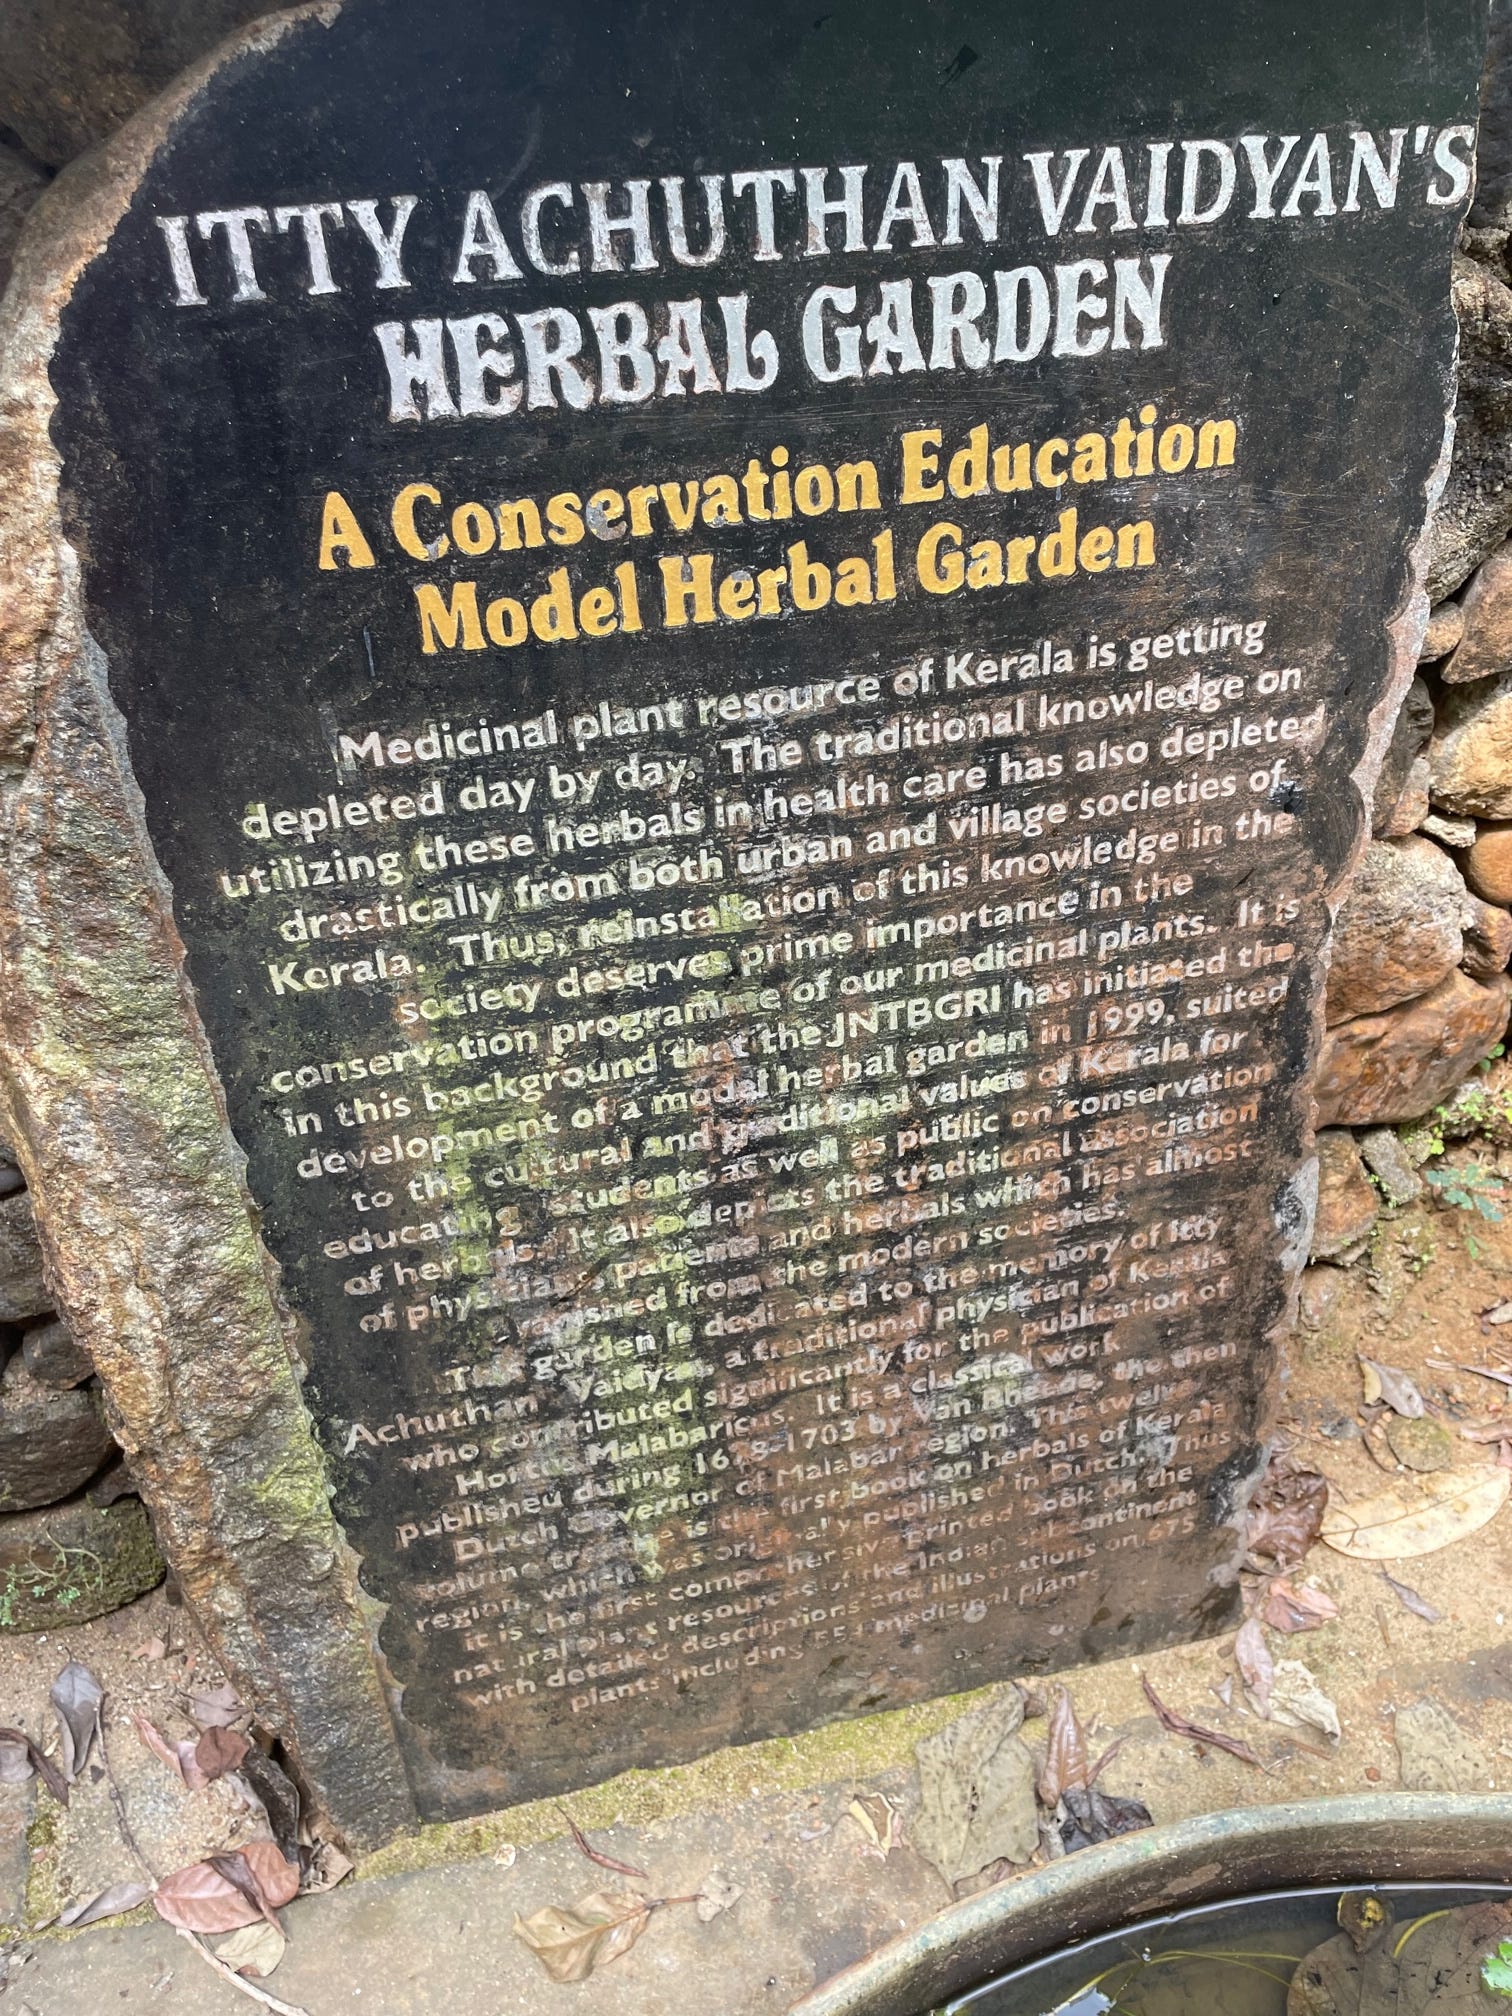 ITTY ACHUTHAN VAIDYAN'S
HERBAL GARDEN
A Conservation Education
Model Herbal Garden
Medicinal plant resource of Kerala is getting
depleted day by day. The traditional knowledge on
utilizing these herbals in health care has also depleted
drastically from both urban and village societies of
Kerala. Thus, reinstallation of this knowledge in the
society deserves prime importance in the
conservation programme of our medicinal plants. It is
in this background that the JNTBGRI has initiated the
development of a model herbal garden in 1999, suited
to the cultural and traditional values of Kerala for
educating students as well as public on conservation
of herbals. It also depicts the traditional association
of physicians patients and herbals which has almost
vanished from the modern societies.
This garden is dedicated to the memory of Itty
Achuthan Vaidyan, a traditional physician of Kerala
who contributed significantly for the publication of
Hortus Malabaricus. It is a classical work
published during 1678-1703 by Van Rheede, the then
Dutch Governor of Malabar region. This twelve
volume treatise is the first book on herbals of Kerala
region, which was originally published in Dutch. Thus
it is the first comprehensive Printed book on the
natural plant resources of the Indian subcontinent
with detailed descriptions and illustrations on 675
plants including medicinal plants